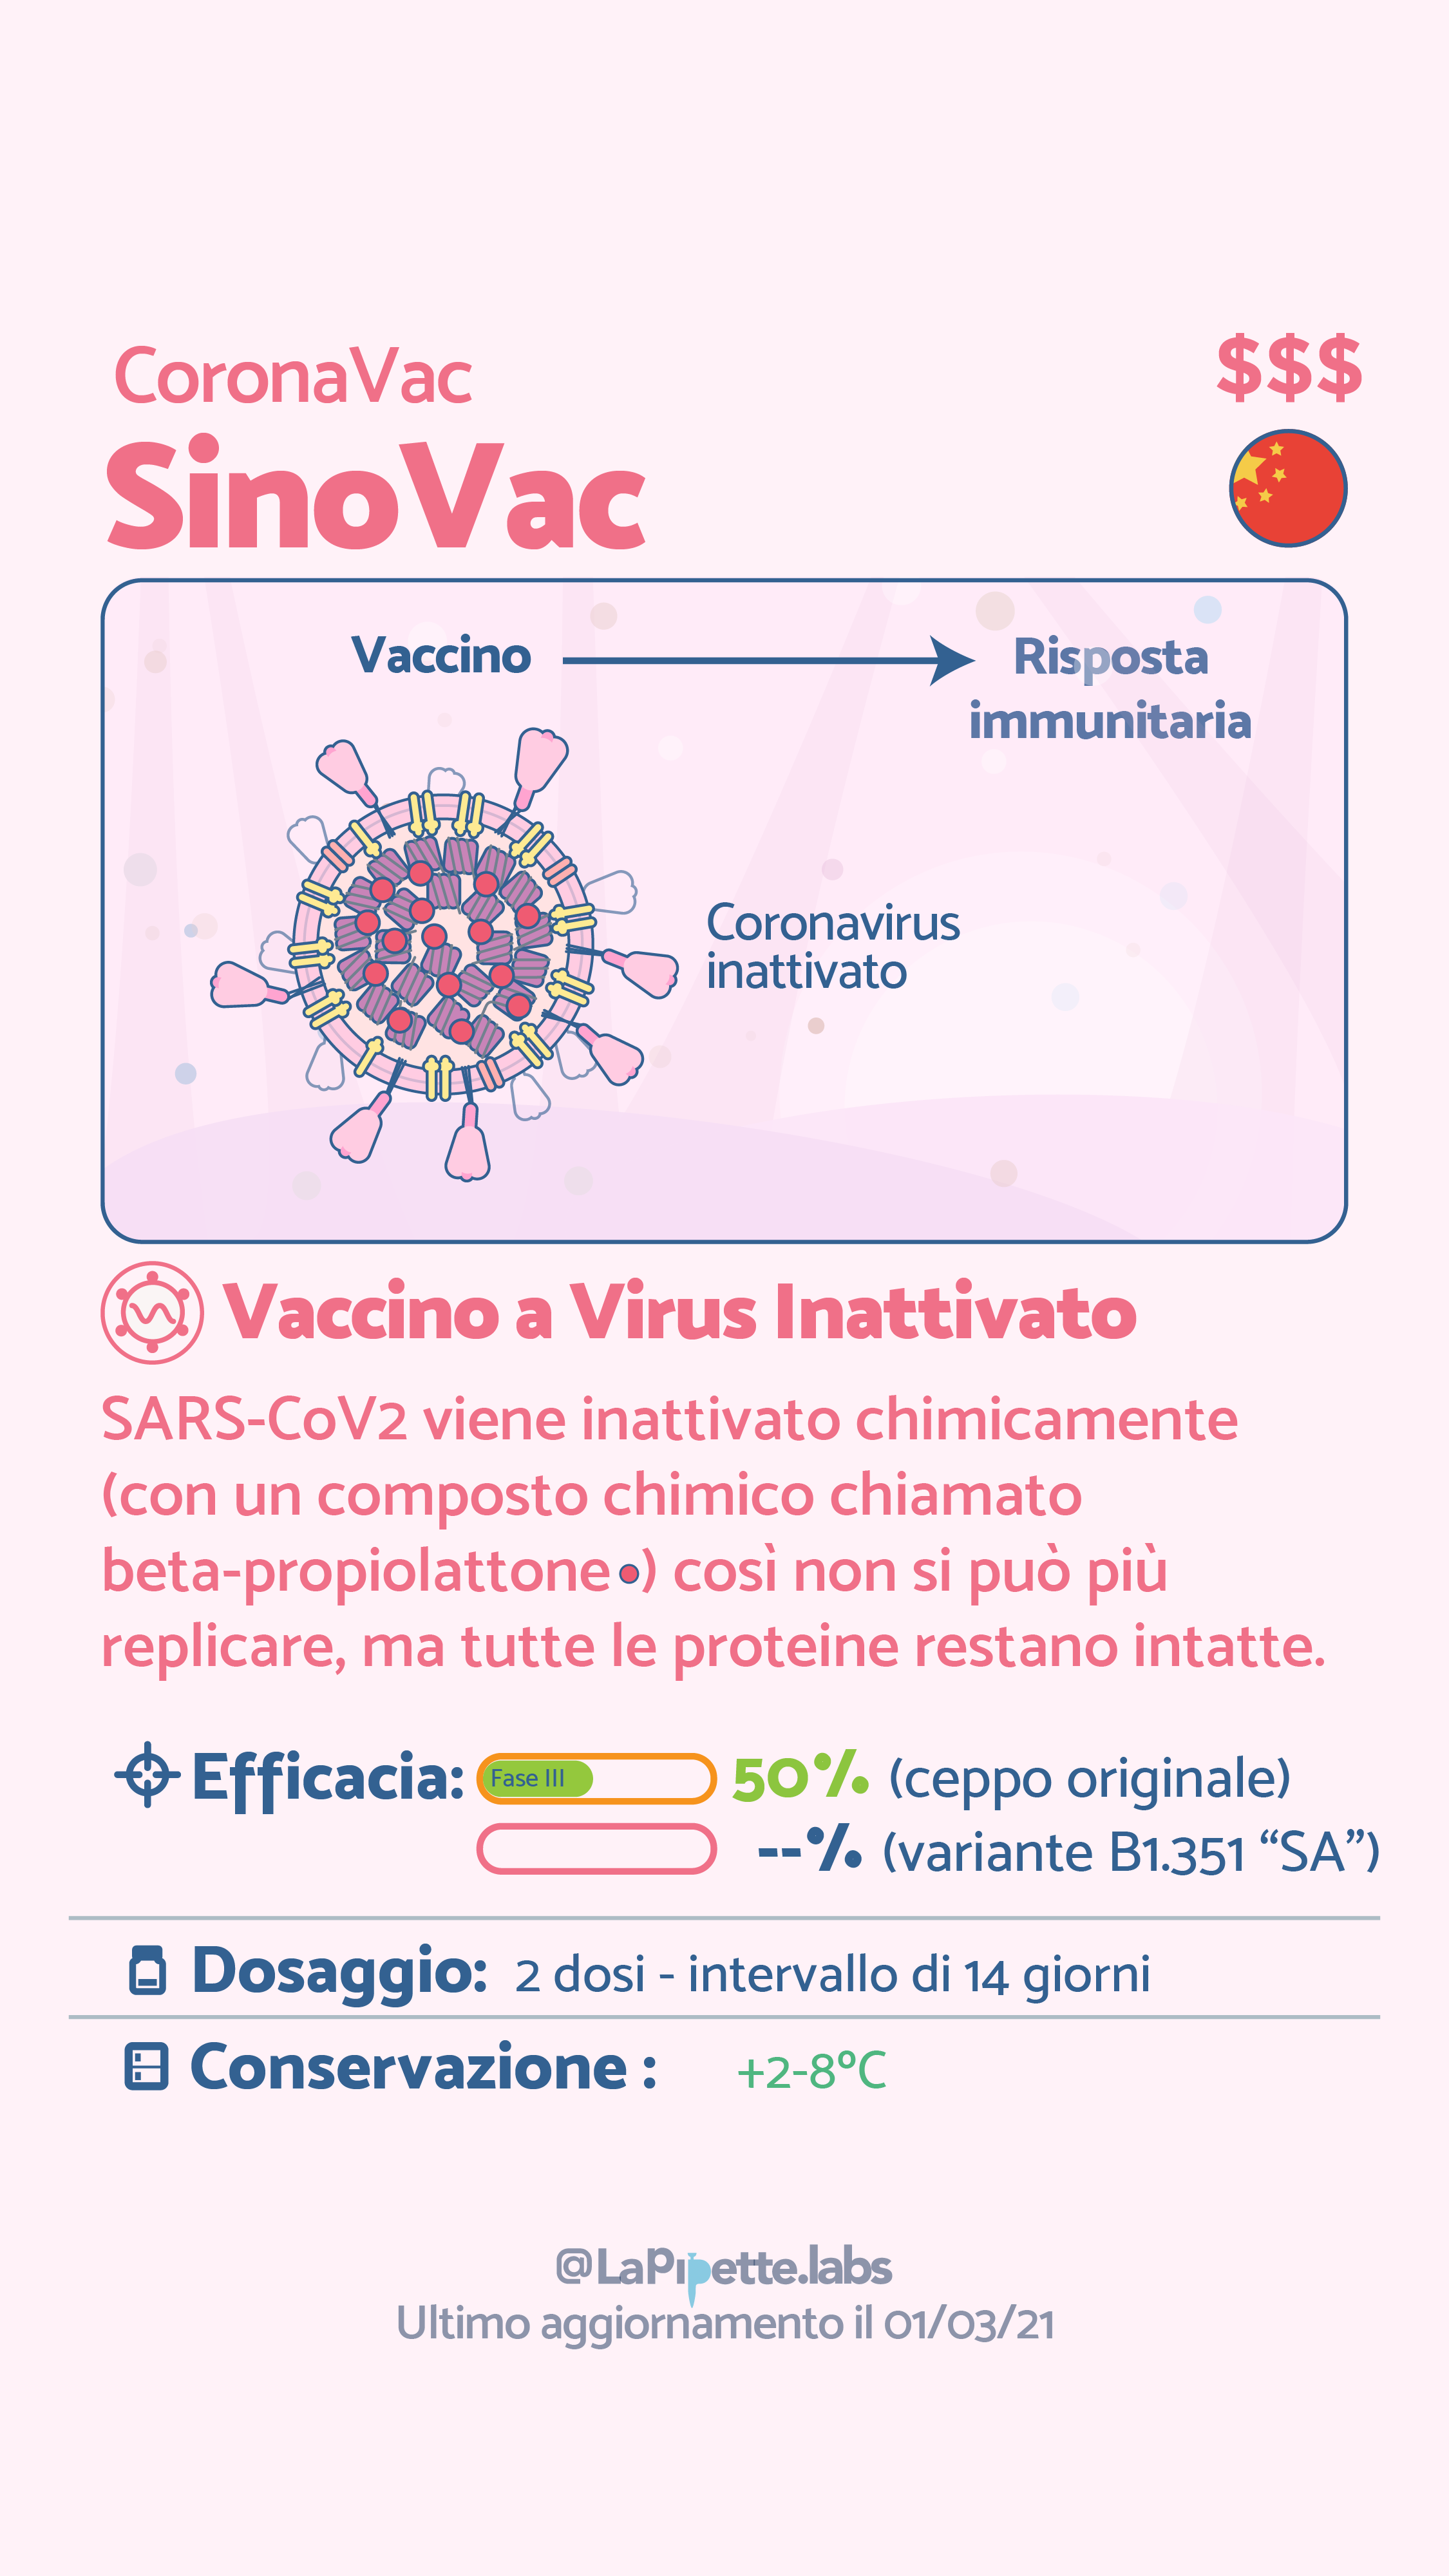 CoronaVac
$$$
SinoVac
Vaccino
Risposta
immunitaria
Coronavirus
inattivato
Vaccino a Virus Inattivato
SARS-CoV2 viene inattivato chimicamente
(con un composto chimico chiamato
beta-propiolattone ) così non si può più
replicare, ma tutte le proteine restano intatte.
Efficacia: Fase III 50% (ceppo originale)
--% (variante B1.351 “SA”)
Dosaggio: 2 dosi - intervallo di 14 giorni
Conservazione : +2-8°C
@LaPipette.labs
Ultimo aggiornamento il 01/03/21